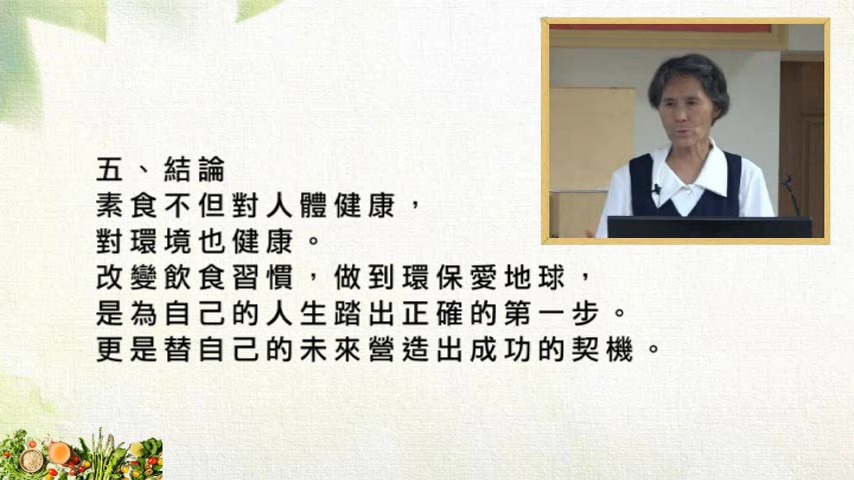 五、結論
素食不但對人體健康，
對環境也健康。
改變飲食習慣，做到環保愛地球，
是為自己的人生踏出正確的第一步。
更是替自己的未來營造出成功的契機。